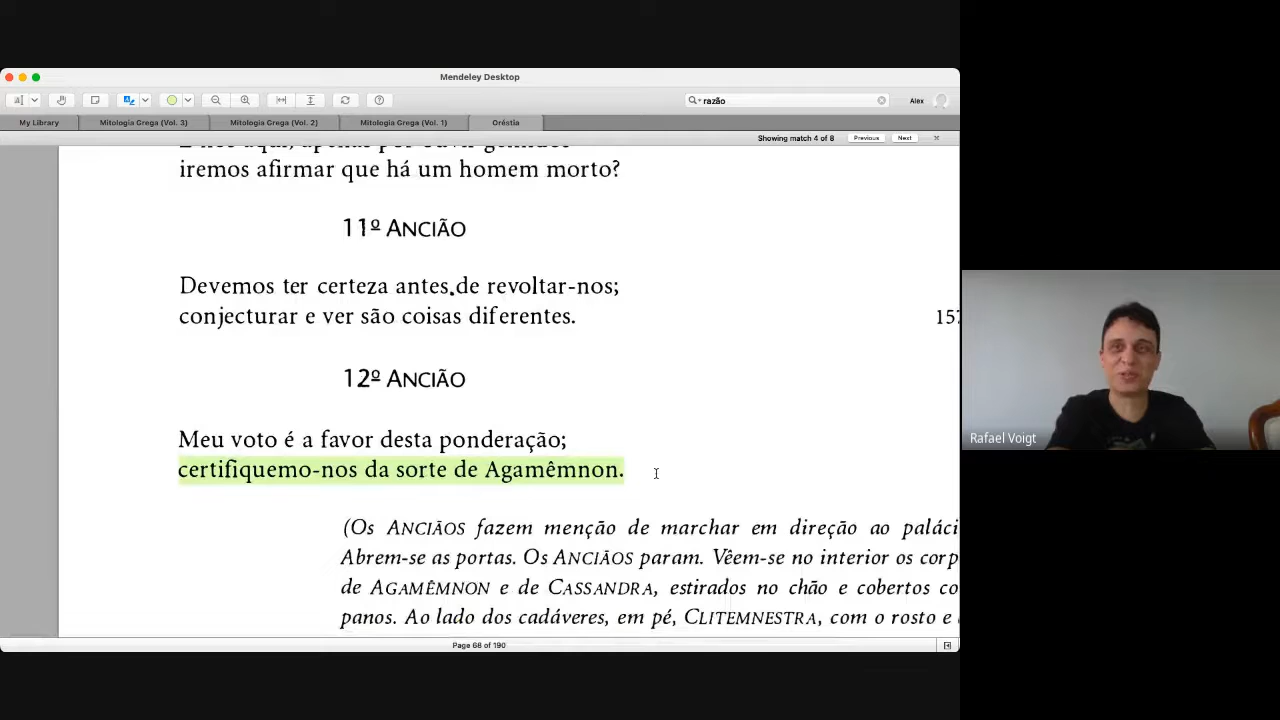 Mendeley Desktop
razão
Alex
My Library
Mitologia Grega (Vol. 3)
Mitologia Grega (Vol. 2)
Mitologia Grega (Vol. 1)
Oréstia
Showing match 4 of 8
Previous
Next
iremos afirmar que há um homem morto?
11º ANCIÃO
Devemos ter certeza antes de revoltar-nos;
conjecturar e ver são coisas diferentes.
157
12º ANCIÃO
Meu voto é a favor desta ponderação;
certifiquemo-nos da sorte de Agamêmnon.
(Os ANCIÃOS fazem menção de marchar em direção ao paláci
Abrem-se as portas. Os ANCIÃOS param. Vêem-se no interior os corp
de AGAMÊMNON e de CASSANDRA, estirados no chão e cobertos co
panos. Ao lado dos cadáveres, em pé, CLITEMNESTRA, com o rosto e
Page 68 of 190
Rafael Voigt